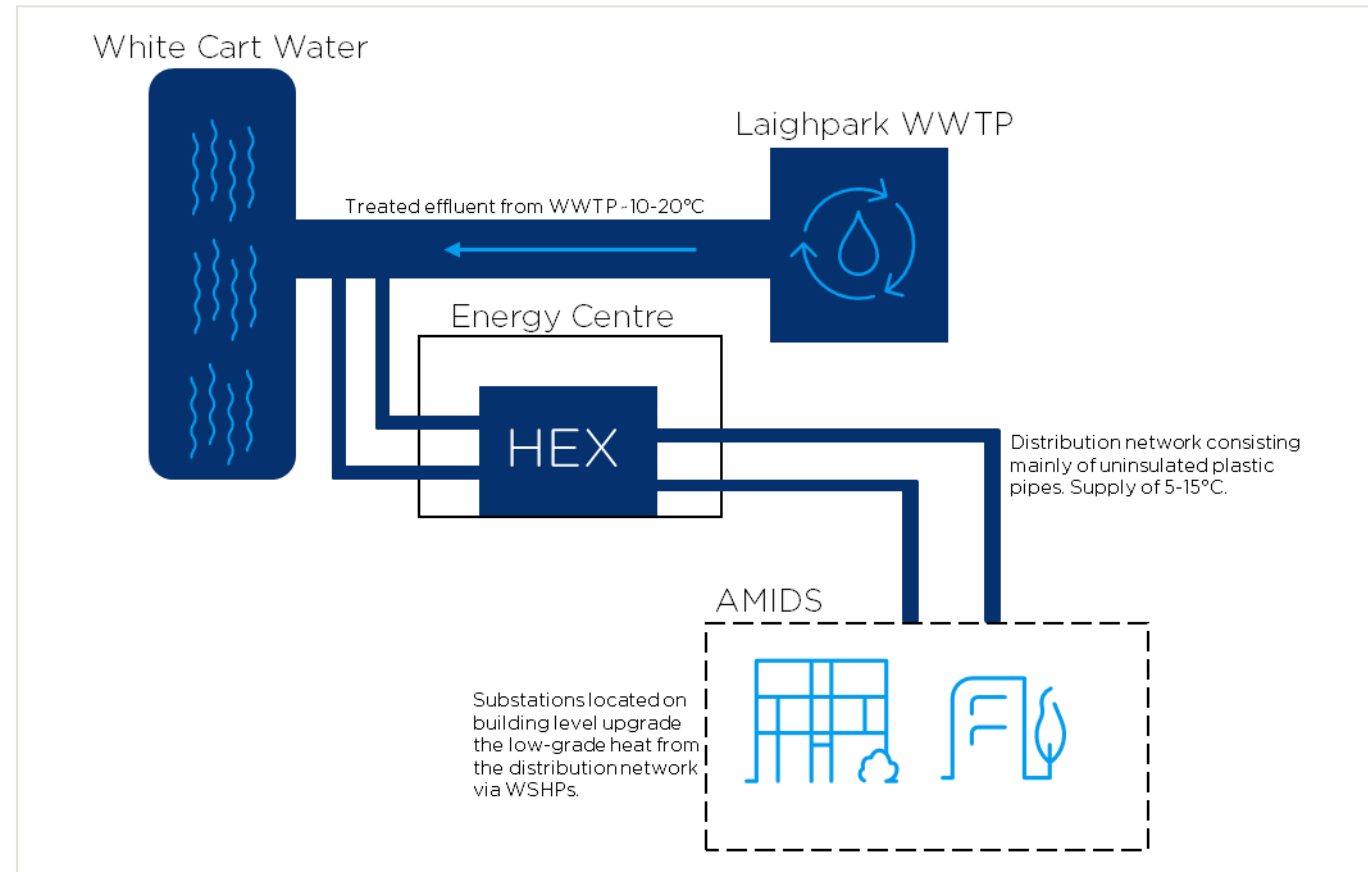 White Cart Water
Laighpark WWTP
Treated effluent from WWTP ~10-20°C
Energy Centre
HEX
Distribution network consisting
mainly of uninsulated plastic
pipes. Supply of 5-15°C.
AMIDS
Substations located on
building level upgrade
the low-grade heat from
the distribution network
via WSHPs.